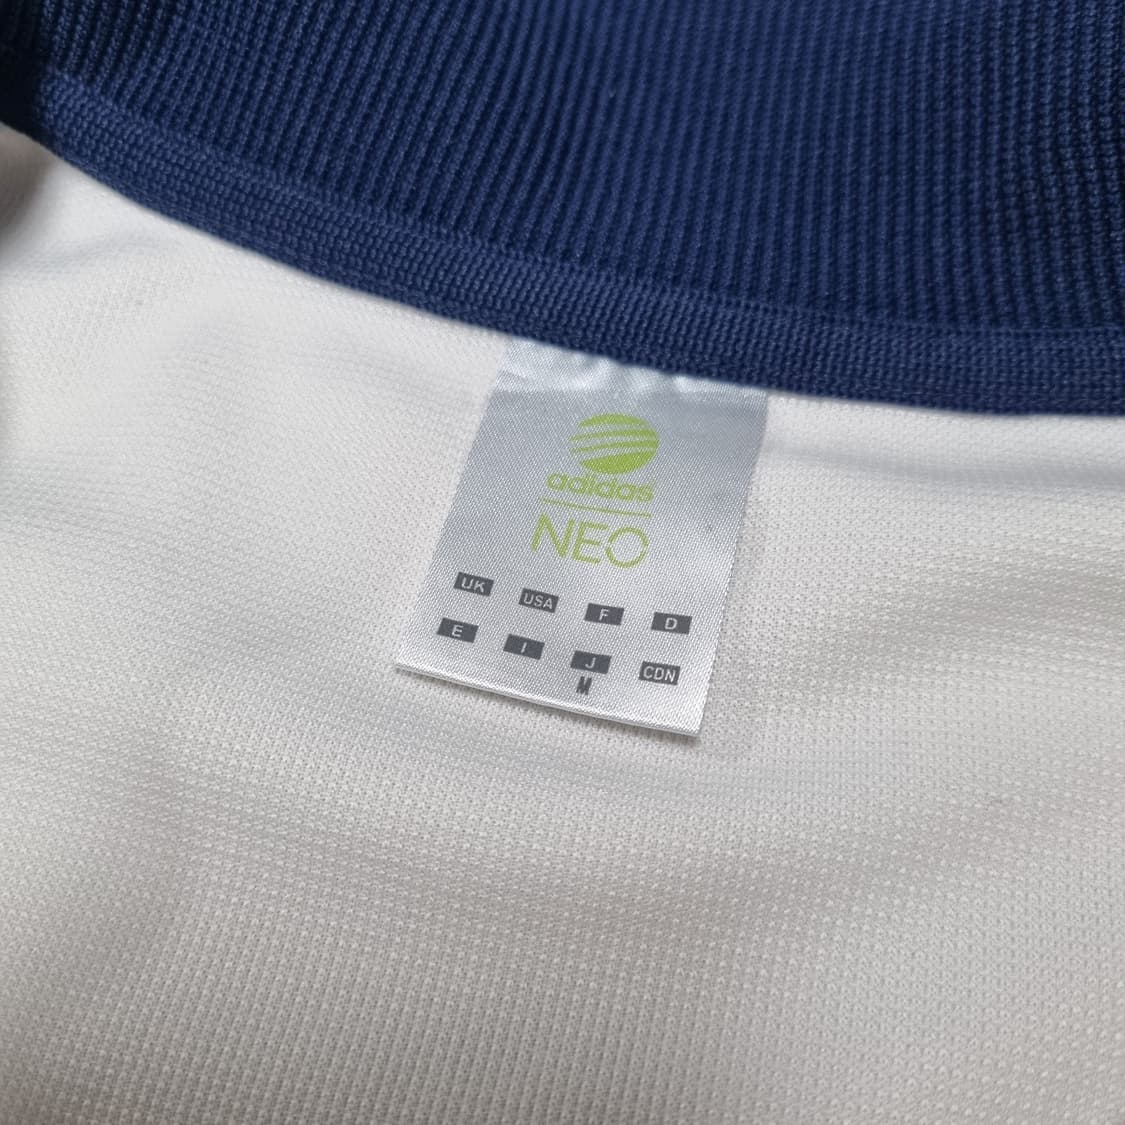 adidas
NEO
UK USA F D
E I J CDN
M